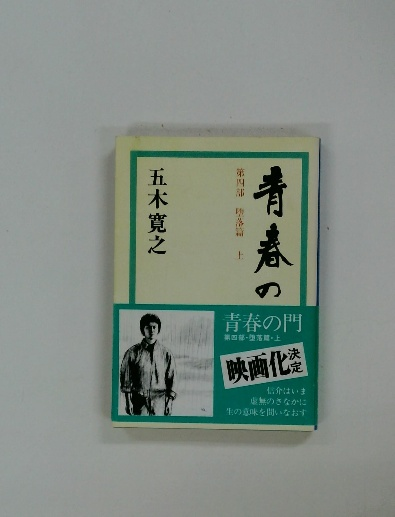 青春の
第四部 堕落篇 上
五木寛之
青春の門
第四部・堕落篇・上
映画化決定
信介はいま
虚無のさなかに
生の意味を問いなおす